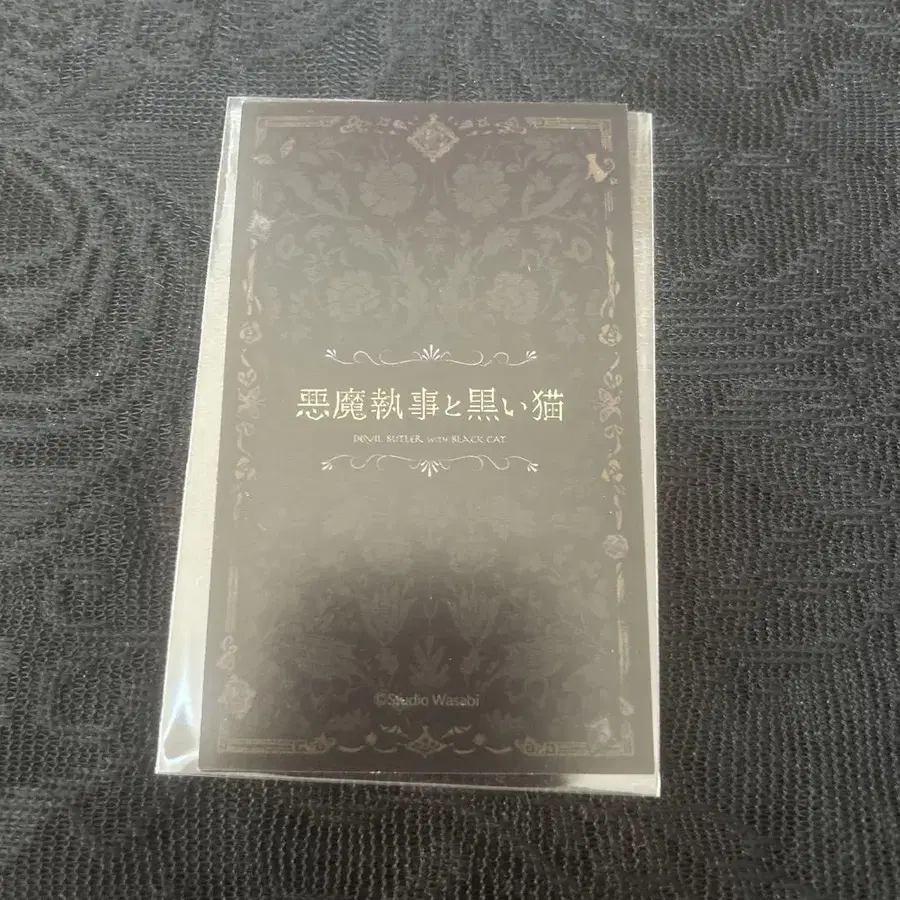 悪魔執事と黒い猫
DEVIL BUTLER WITH BLACK CAT
©Studio Wasabi